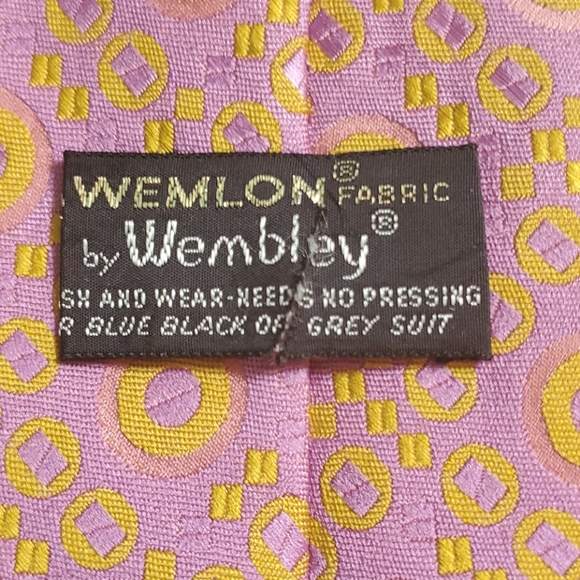 WEMLON® FABRIC
by Wembley®
SH AND WEAR-NEEDS NO PRESSING
R BLUE BLACK OR GREY SUIT